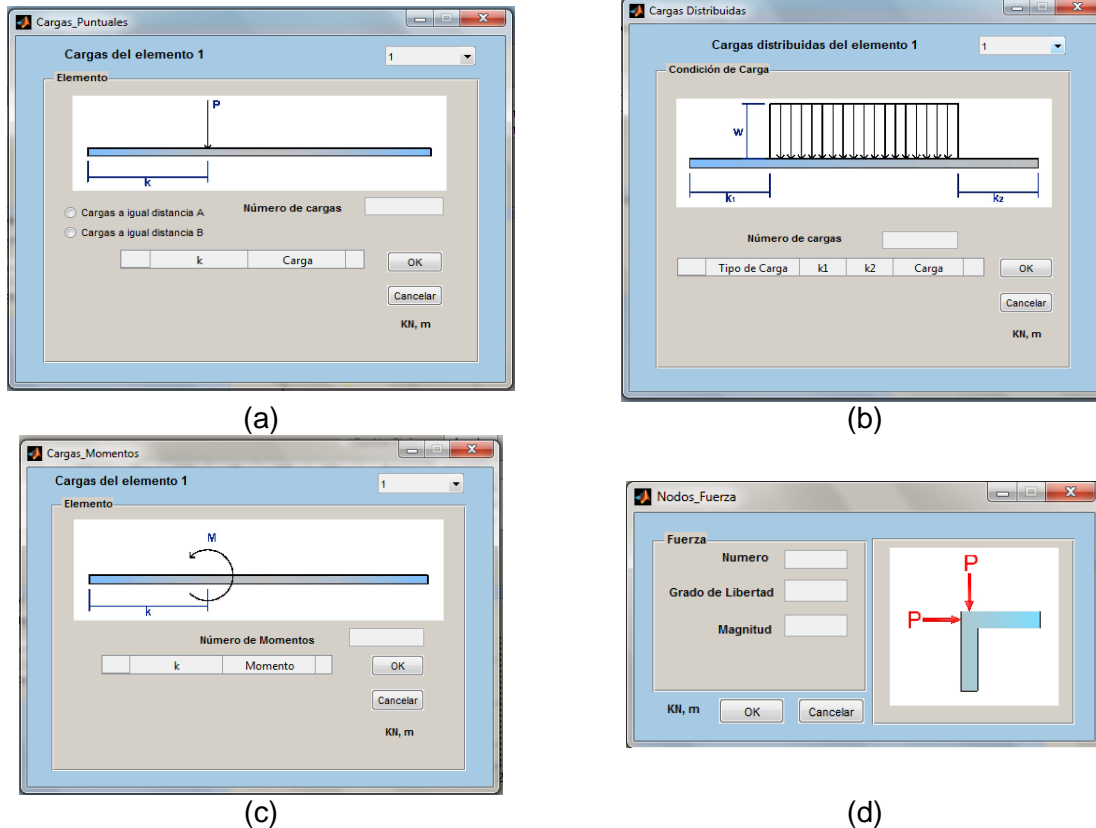 Cargas_Puntuales
Cargas del elemento 1
1
Elemento
P
k
Cargas a igual distancia A
Número de cargas
Cargas a igual distancia B
k Carga
OK
Cancelar
KN, m
(a)
Cargas Distribuidas
Cargas distribuidas del elemento 1
1
Condición de Carga
W
k1
k2
Número de cargas
Tipo de Carga k1 k2 Carga
OK
Cancelar
KN, m
(b)
Cargas_Momentos
Cargas del elemento 1
1
Elemento
M
k
Número de Momentos
k Momento
OK
Cancelar
KN, m
(c)
Nodos_Fuerza
Fuerza
Numero
Grado de Libertad
Magnitud
P
P
KN, m
OK
Cancelar
(d)